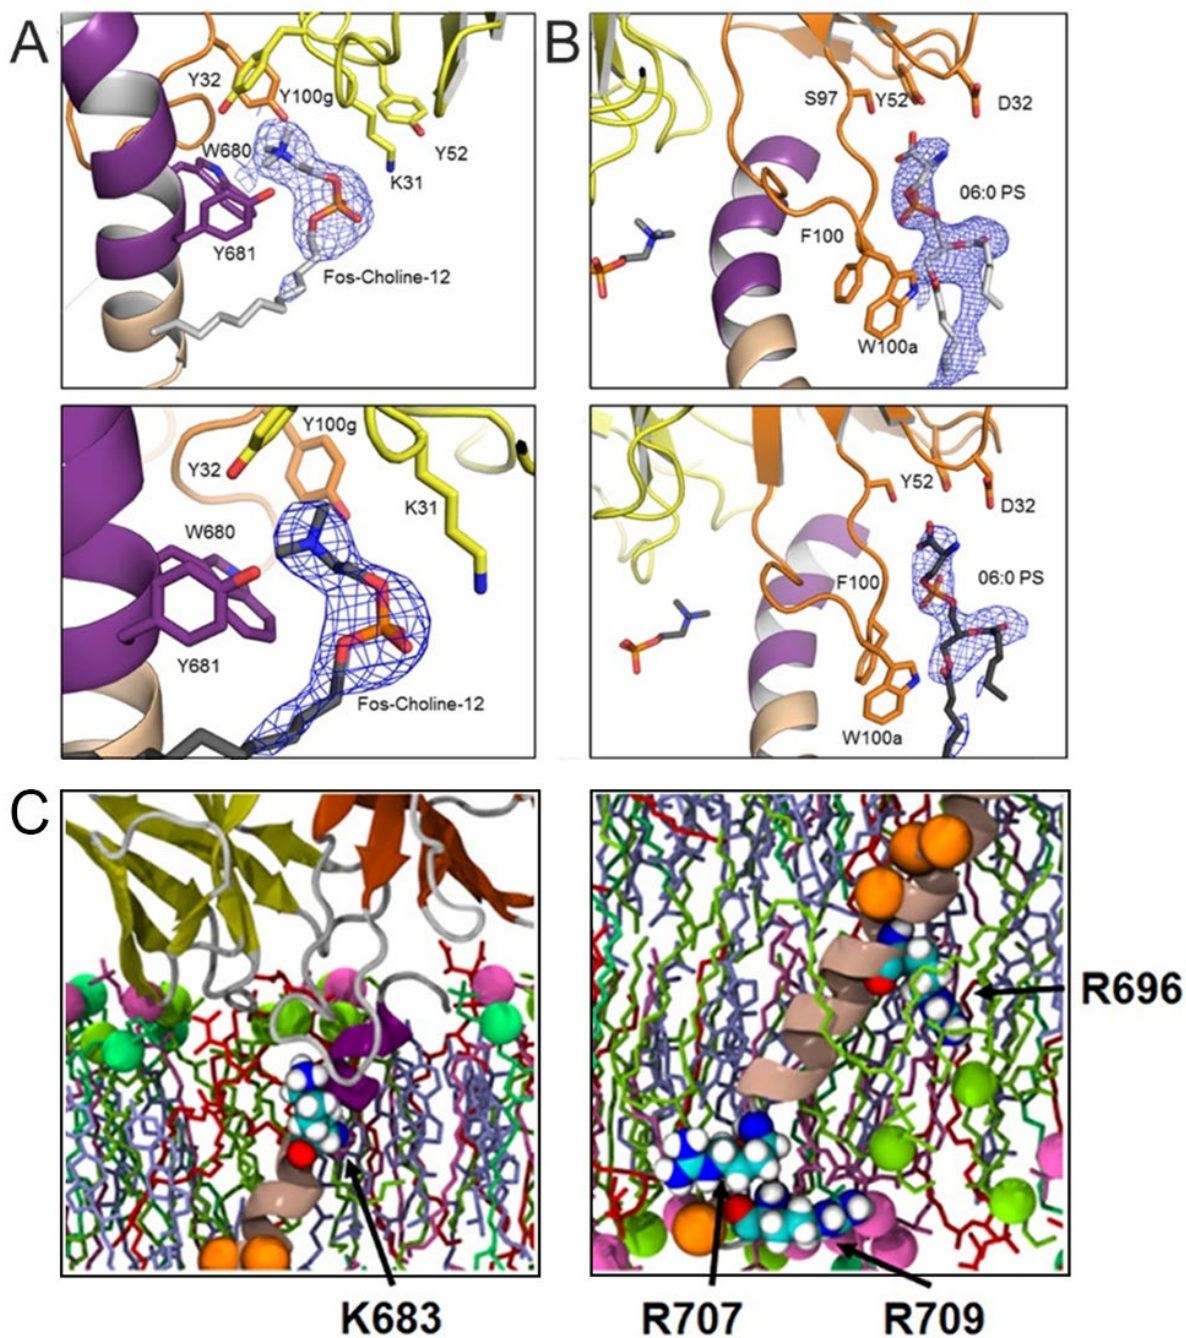 A
Y32
Y100g
W680
Y52
K31
Y681
Fos-Choline-12
B
S97
Y52
D32
06:0 PS
F100
W100a
Y100g
Y32
K31
W680
Y681
Fos-Choline-12
Y52
D32
F100
06:0 PS
W100a
C
R696
K683
R707
R709